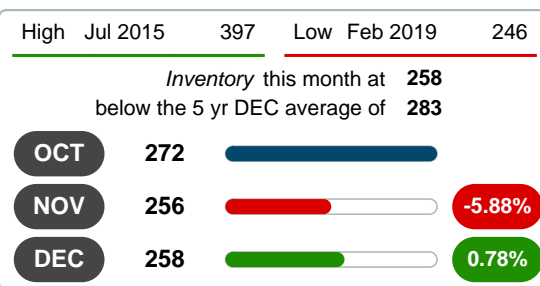 High Jul 2015 397 Low Feb 2019 246
Inventory this month at 258
below the 5 yr DEC average of 283
OCT 272
NOV 256 -5.88%
DEC 258 0.78%